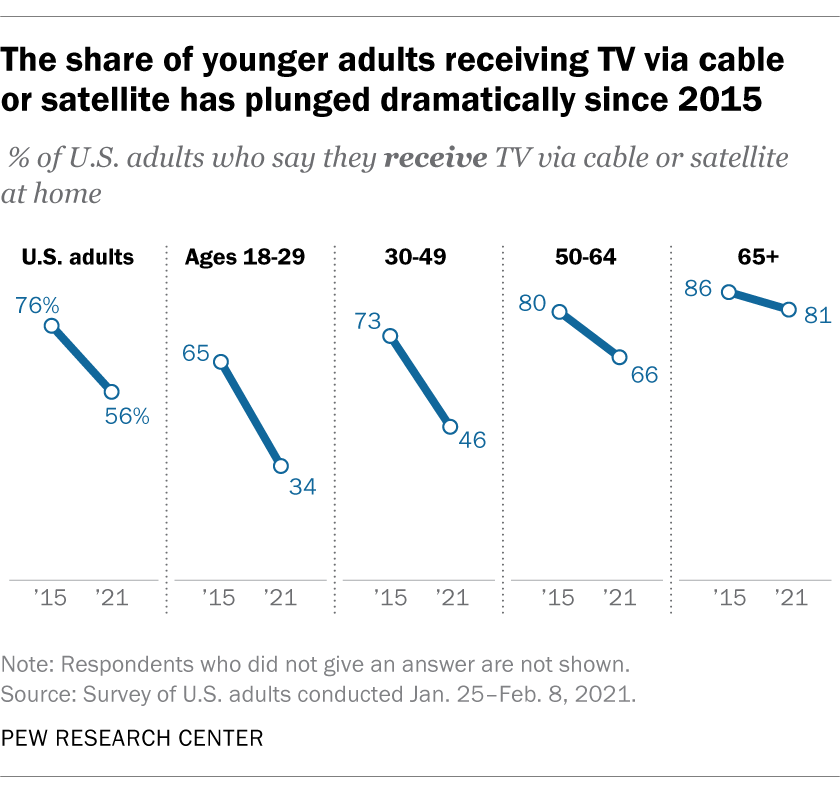 The share of younger adults receiving TV via cable
or satellite has plunged dramatically since 2015
% of U.S. adults who say they receive TV via cable or satellite
at home
U.S. adults
Ages 18-29
30-49
50-64
65+
76%
56%
65
34
73
46
80
66
86
81
’15 ’21
’15 ’21
’15 ’21
’15 ’21
’15 ’21
Note: Respondents who did not give an answer are not shown.
Source: Survey of U.S. adults conducted Jan. 25–Feb. 8, 2021.
PEW RESEARCH CENTER